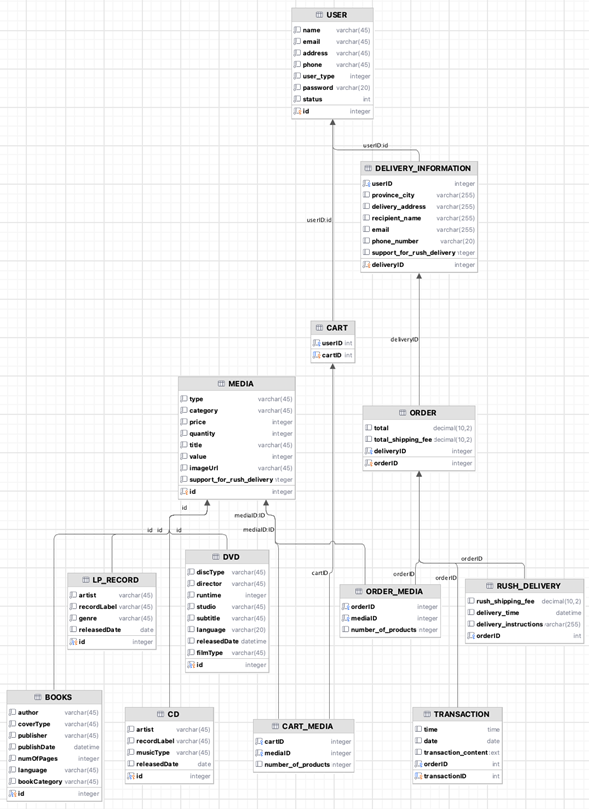 USER
name varchar(45)
email varchar(45)
address varchar(45)
phone varchar(45)
user_type integer
password varchar(20)
status int
id integer
userID:id
DELIVERY_INFORMATION
userID integer
province_city varchar(255)
delivery_address varchar(255)
recipient_name varchar(255)
email varchar(255)
phone_number varchar(20)
support_for_rush_delivery nteger
deliveryID integer
userID:id
CART
userID int
cartID int
deliveryID
MEDIA
type varchar(45)
category varchar(45)
price integer
quantity integer
title varchar(45)
value integer
imageUrl varchar(45)
support_for_rush_delivery nteger
id integer
ORDER
total decimal(10,2)
total_shipping_fee decimal(10,2)
deliveryID integer
orderID integer
id
mediaID:ID
id id id
mediaID:ID
cartID
orderID
orderID
orderID
LP_RECORD
artist varchar(45)
recordLabel varchar(45)
genre varchar(45)
releasedDate date
id integer
DVD
discType varchar(45)
director varchar(45)
runtime integer
studio varchar(45)
subtitle varchar(45)
language varchar(20)
releasedDate datetime
filmType varchar(45)
id integer
ORDER_MEDIA
orderID integer
mediaID integer
number_of_products nteger
RUSH_DELIVERY
rush_shipping_fee decimal(10,2)
delivery_time datetime
delivery_instructions varchar(255)
orderID int
BOOKS
author varchar(45)
coverType varchar(45)
publisher varchar(45)
publishDate datetime
numOfPages integer
language varchar(45)
bookCategory varchar(45)
id integer
CD
artist varchar(45)
recordLabel varchar(45)
musicType varchar(45)
releasedDate date
id integer
CART_MEDIA
cartID integer
mediaID integer
number_of_products nteger
TRANSACTION
time time
date date
transaction_content text
orderID int
transactionID int